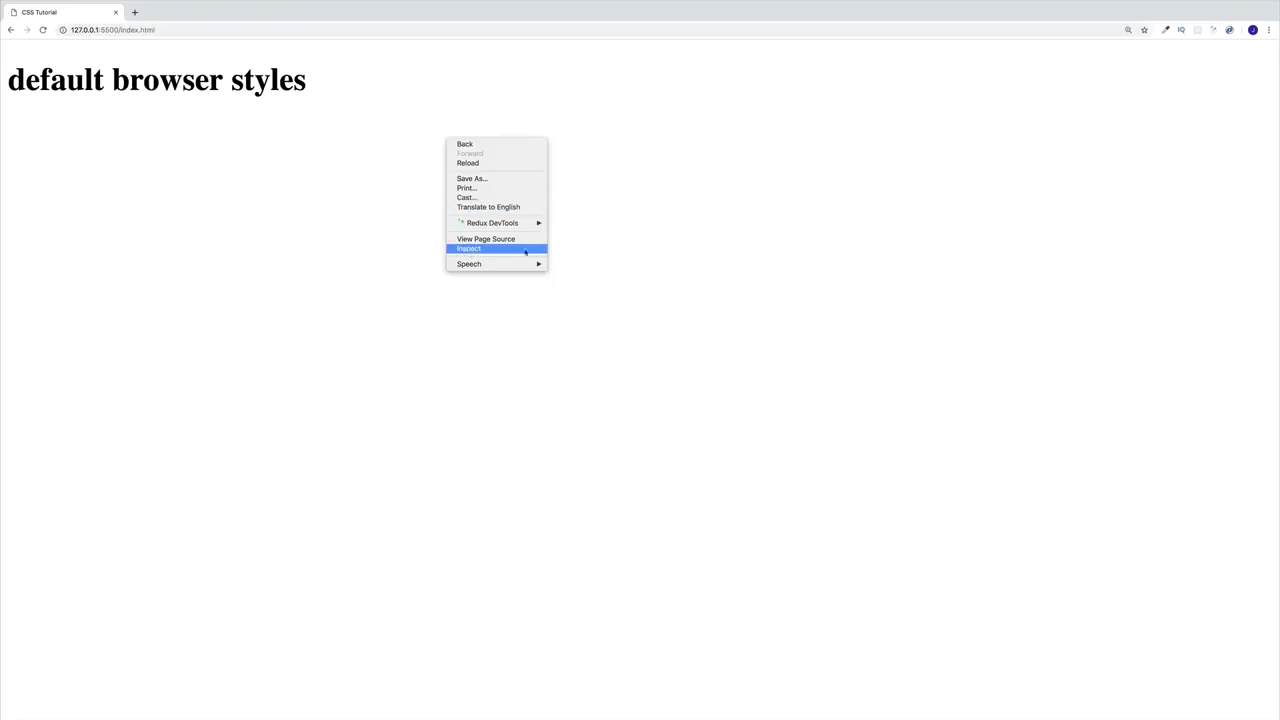 CSS Tutorial
127.0.0.1:5500/index.html
IQ
J
default browser styles
Back
Forward
Reload
Save As...
Print...
Cast...
Translate to English
Redux DevTools
View Page Source
Inspect
Speech